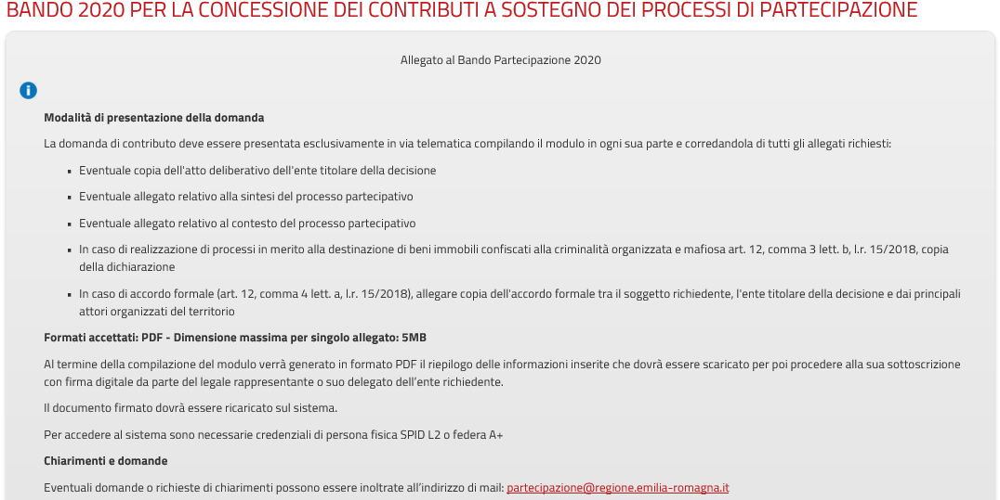 BANDO 2020 PER LA CONCESSIONE DEI CONTRIBUTI A SOSTEGNO DEI PROCESSI DI PARTECIPAZIONE
Allegato al Bando Partecipazione 2020
Modalità di presentazione della domanda
La domanda di contributo deve essere presentata esclusivamente in via telematica compilando il modulo in ogni sua parte e corredandola di tutti gli allegati richiesti:
▪ Eventuale copia dell'atto deliberativo dell'ente titolare della decisione
▪ Eventuale allegato relativo alla sintesi del processo partecipativo
▪ Eventuale allegato relativo al contesto del processo partecipativo
▪ In caso di realizzazione di processi in merito alla destinazione di beni immobili confiscati alla criminalità organizzata e mafiosa art. 12, comma 3 lett. b, l.r. 15/2018, copia
della dichiarazione
▪ In caso di accordo formale (art. 12, comma 4 lett. a, l.r. 15/2018), allegare copia dell'accordo formale tra il soggetto richiedente, l'ente titolare della decisione e dai principali
attori organizzati del territorio
Formati accettati: PDF - Dimensione massima per singolo allegato: 5MB
Al termine della compilazione del modulo verrà generato in formato PDF il riepilogo delle informazioni inserite che dovrà essere scaricato per poi procedere alla sua sottoscrizione
con firma digitale da parte del legale rappresentante o suo delegato dell’ente richiedente.
Il documento firmato dovrà essere ricaricato sul sistema.
Per accedere al sistema sono necessarie credenziali di persona fisica SPID L2 o federa A+
Chiarimenti e domande
Eventuali domande o richieste di chiarimenti possono essere inoltrate all’indirizzo di mail: partecipazione@regione.emilia-romagna.it